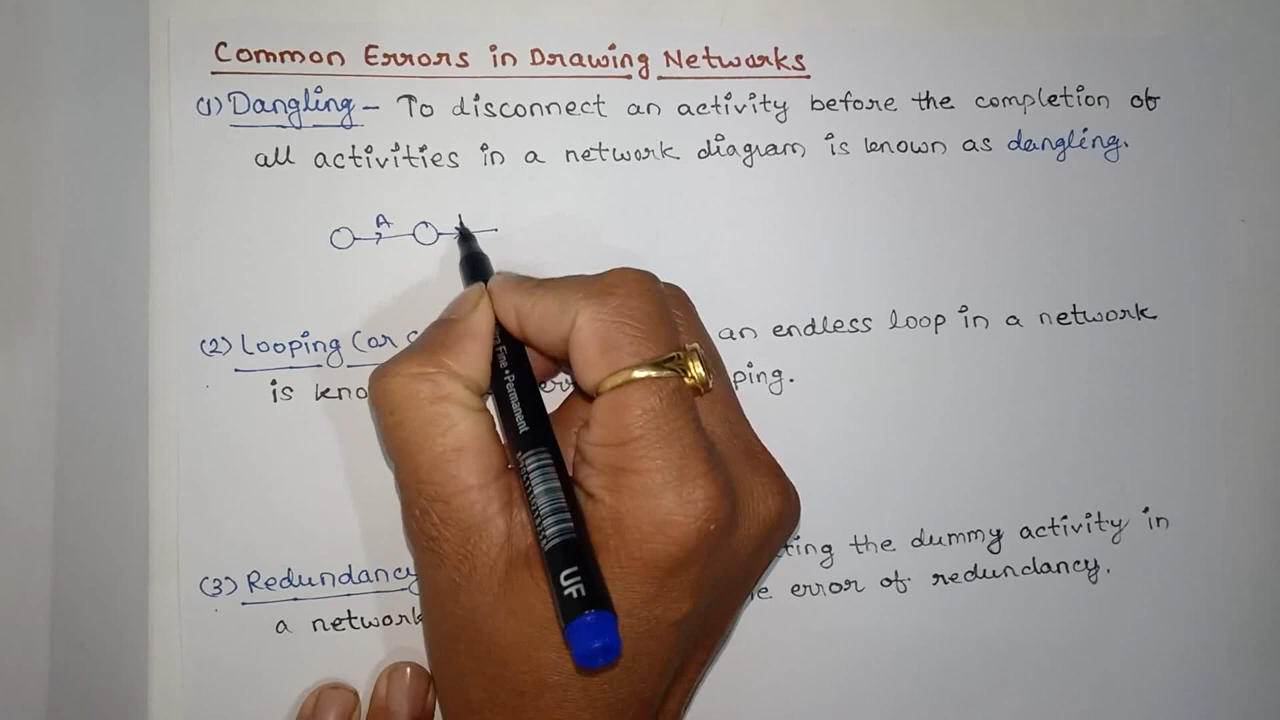 Common Errors in Drawing Networks
(1) Dangling - To disconnect an activity before the completion of
all activities in a network diagram is known as dangling.
A
(2) Looping (or an endless loop in a network
is ping.
(3) Redundancy the dummy activity in
a network error of redundancy.
Fine • Permanent
UF